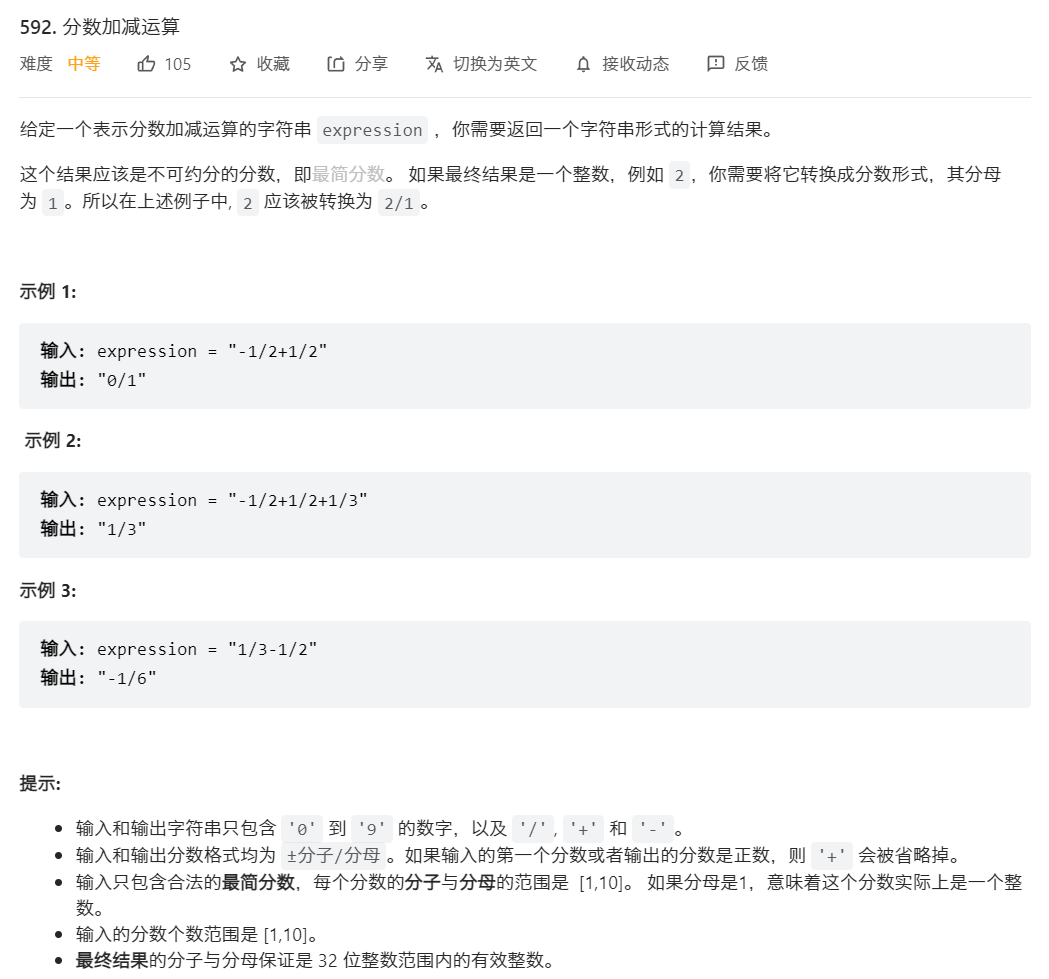 592. 分数加减运算
难度 中等 105 收藏 分享 切换为英文 接收动态 反馈
给定一个表示分数加减运算的字符串 expression ，你需要返回一个字符串形式的计算结果。
这个结果应该是不可约分的分数，即最简分数。 如果最终结果是一个整数，例如 2，你需要将它转换成分数形式，其分母
为 1。所以在上述例子中, 2 应该被转换为 2/1。
示例 1:
输入: expression = "-1/2+1/2"
输出: "0/1"
示例 2:
输入: expression = "-1/2+1/2+1/3"
输出: "1/3"
示例 3:
输入: expression = "1/3-1/2"
输出: "-1/6"
提示:
输入和输出字符串只包含 '0' 到 '9' 的数字，以及 '/', '+' 和 '-'。
输入和输出分数格式均为 ±分子/分母。如果输入的第一个分数或者输出的分数是正数，则 '+' 会被省略掉。
输入只包含合法的最简分数，每个分数的分子与分母的范围是 [1,10]。 如果分母是1，意味着这个分数实际上是一个整
数。
输入的分数个数范围是 [1,10]。
最终结果的分子与分母保证是 32 位整数范围内的有效整数。